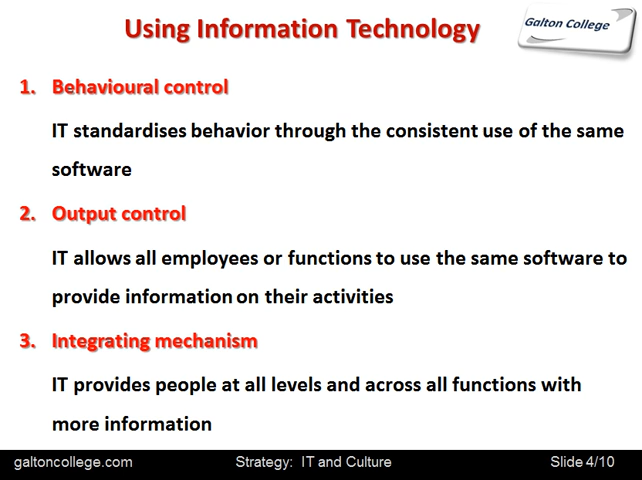 Using Information Technology
Galton College
1. Behavioural control
IT standardises behavior through the consistent use of the same
software
2. Output control
IT allows all employees or functions to use the same software to
provide information on their activities
3. Integrating mechanism
IT provides people at all levels and across all functions with
more information
galtoncollege.com Strategy: IT and Culture Slide 4/10